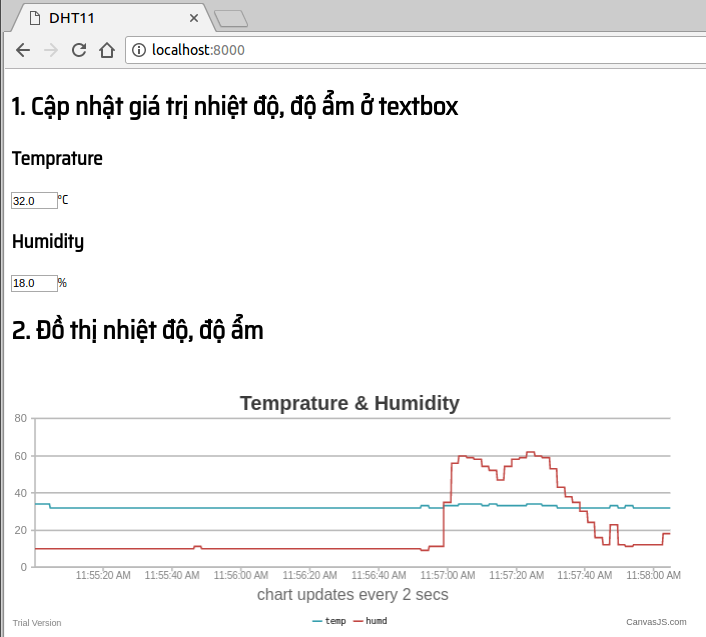 DHT11
localhost:8000
1. Cập nhật giá trị nhiệt độ, độ ẩm ở textbox
Temprature
32.0 °C
Humidity
18.0 %
2. Đồ thị nhiệt độ, độ ẩm
Temprature & Humidity
80
60
40
20
0
11:55:20 AM 11:55:40 AM 11:56:00 AM 11:56:20 AM 11:56:40 AM 11:57:00 AM 11:57:20 AM 11:57:40 AM 11:58:00 AM
chart updates every 2 secs
Trial Version temp humd CanvasJS.com